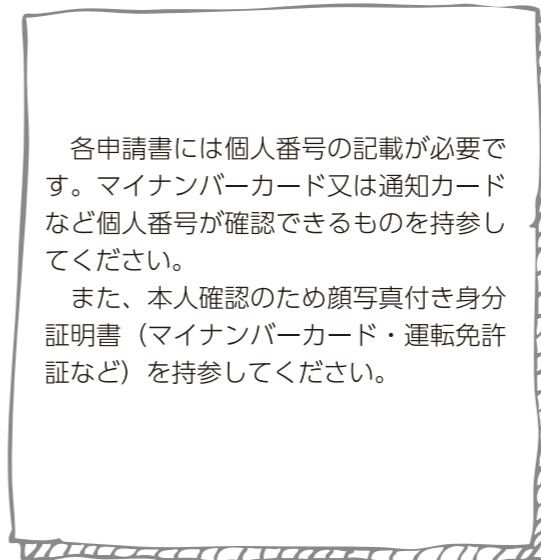 各申請書には個人番号の記載が必要で
す。マイナンバーカード又は通知カード
など個人番号が確認できるものを持参し
てください。
　また、本人確認のため顔写真付き身分
証明書（マイナンバーカード・運転免許
証など）を持参してください。